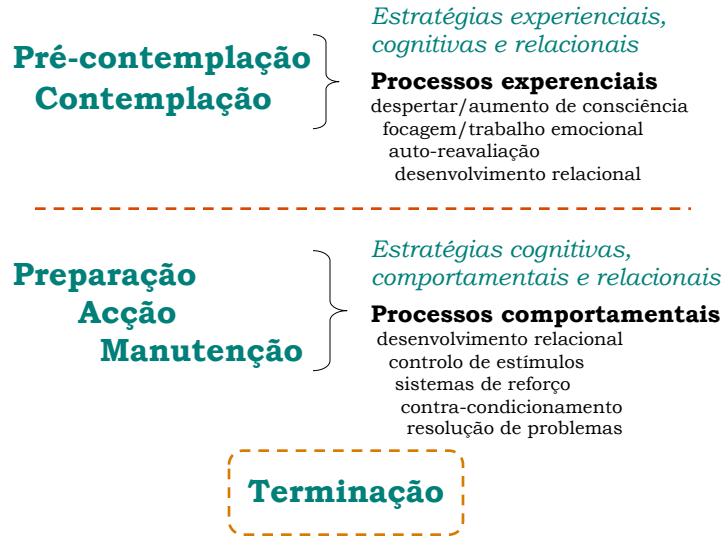 Pré-contemplação
Contemplação
Estratégias experienciais,
cognitivas e relacionais
Processos experenciais
despertar/aumento de consciência
focagem/trabalho emocional
auto-reavaliação
desenvolvimento relacional
Preparação
Acção
Manutenção
Estratégias cognitivas,
comportamentais e relacionais
Processos comportamentais
desenvolvimento relacional
controlo de estímulos
sistemas de reforço
contra-condicionamento
resolução de problemas
Terminação